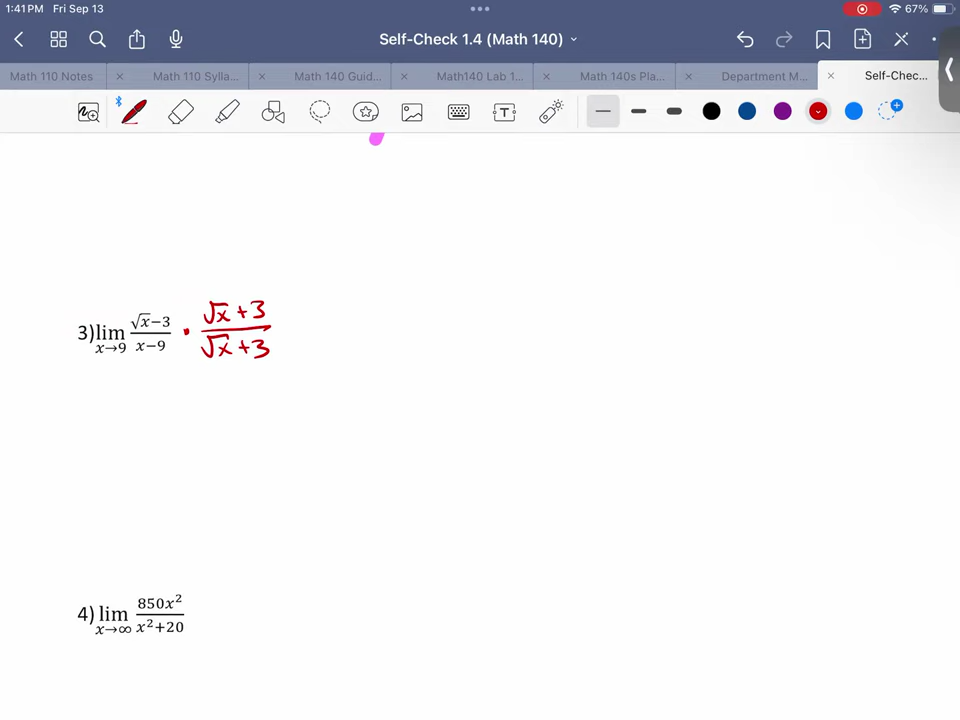 1:41 PM Fri Sep 13
67%
Self-Check 1.4 (Math 140)
Math 110 Notes
Math 110 Sylla...
Math 140 Guid...
Math140 Lab 1...
Math 140s Pla...
Department M...
Self-Chec...
T
3) lim x→9 (√x−3)/(x−9) · (√x+3)/(√x+3)
4) lim x→∞ 850x²/(x²+20)